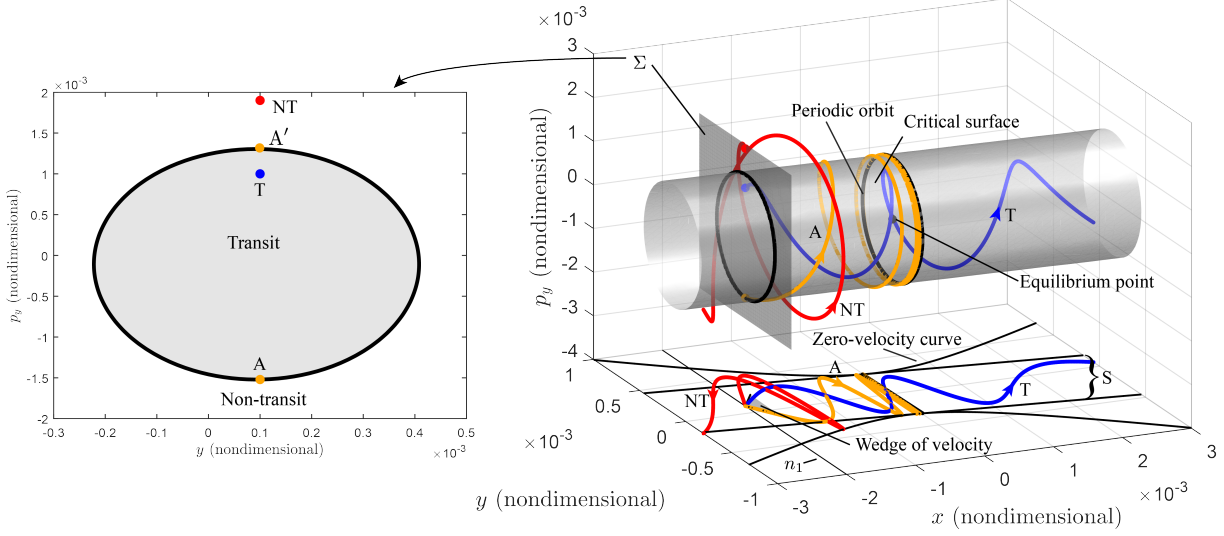 ×10⁻³
2
1.5
1
0.5
0
-0.5
-1
-1.5
-2
p_y (nondimensional)
NT
A′
T
Transit
A
Non-transit
-0.3
-0.2
-0.1
0
0.1
0.2
0.3
0.4
0.5
y (nondimensional)
×10⁻³
×10⁻³
3
2
1
0
-1
-2
-3
-4
p_y (nondimensional)
Σ
Periodic orbit
Critical surface
A
T
NT
Equilibrium point
Zero-velocity curve
A
NT
T
S
Wedge of velocity
n₁
1
0.5
0
-0.5
-1
×10⁻³
y (nondimensional)
-3
-2
-1
0
1
2
3
×10⁻³
x (nondimensional)